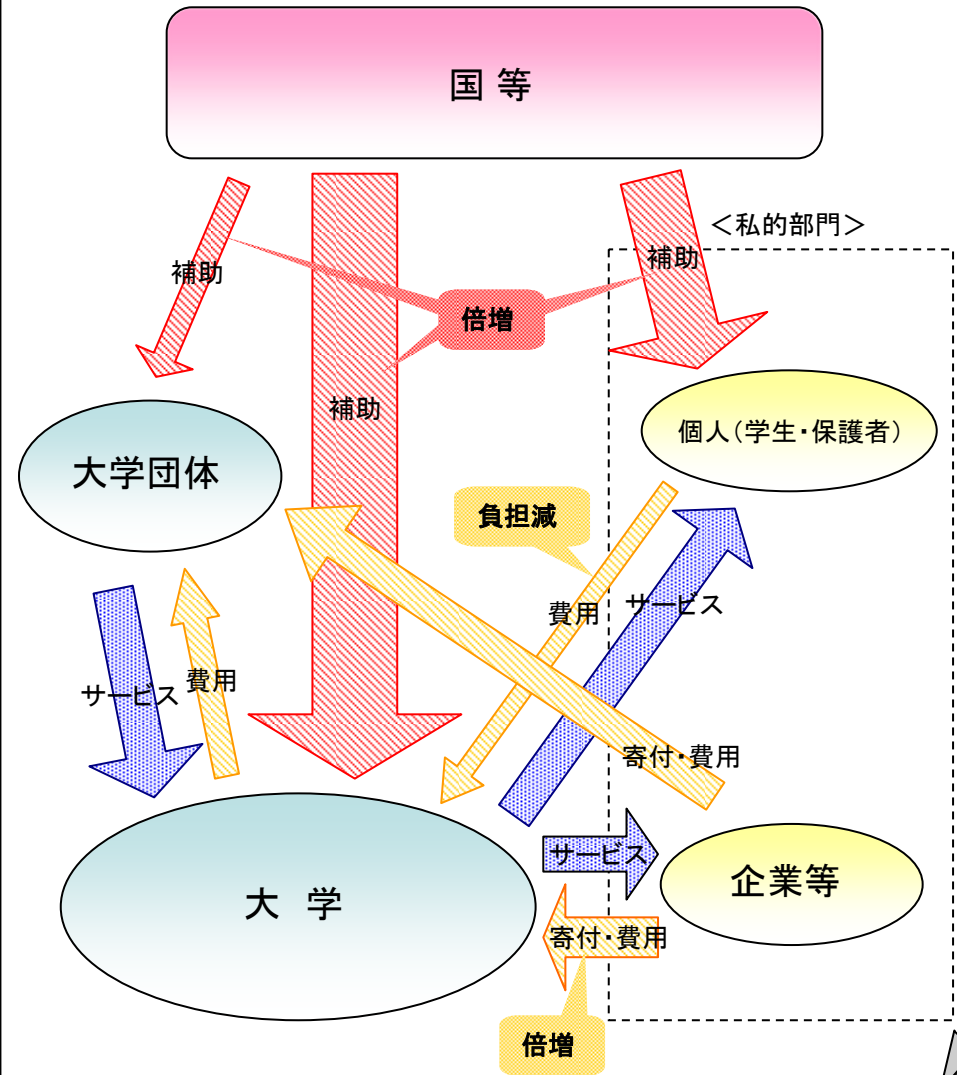 国 等
＜私的部門＞
補助
補助
倍増
補助
個人（学生・保護者）
大学団体
負担減
費用
サービス
サービス
費用
寄付・費用
サービス
企業等
大 学
寄付・費用
倍増